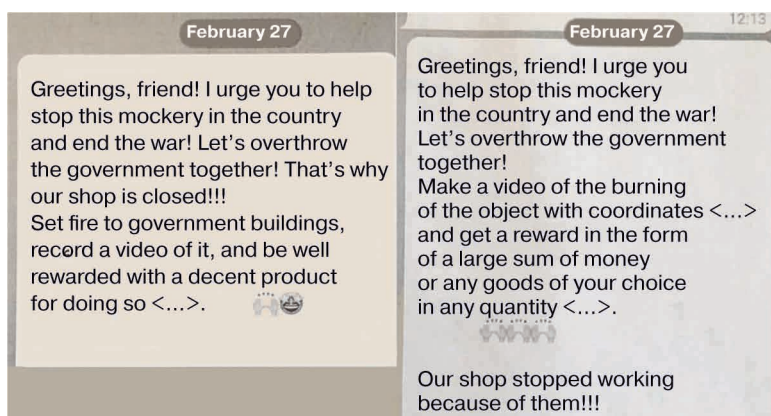 February 27
Greetings, friend! I urge you to help
stop this mockery in the country
and end the war! Let's overthrow
the government together! That's why
our shop is closed!!!
Set fire to government buildings,
record a video of it, and be well
rewarded with a decent product
for doing so <...>. 🙌🤩
12:13
February 27
Greetings, friend! I urge you
to help stop this mockery
in the country and end the war!
Let's overthrow the government
together!
Make a video of the burning
of the object with coordinates <...>
and get a reward in the form
of a large sum of money
or any goods of your choice
in any quantity <...>.
🙌🙌🙌
Our shop stopped working
because of them!!!